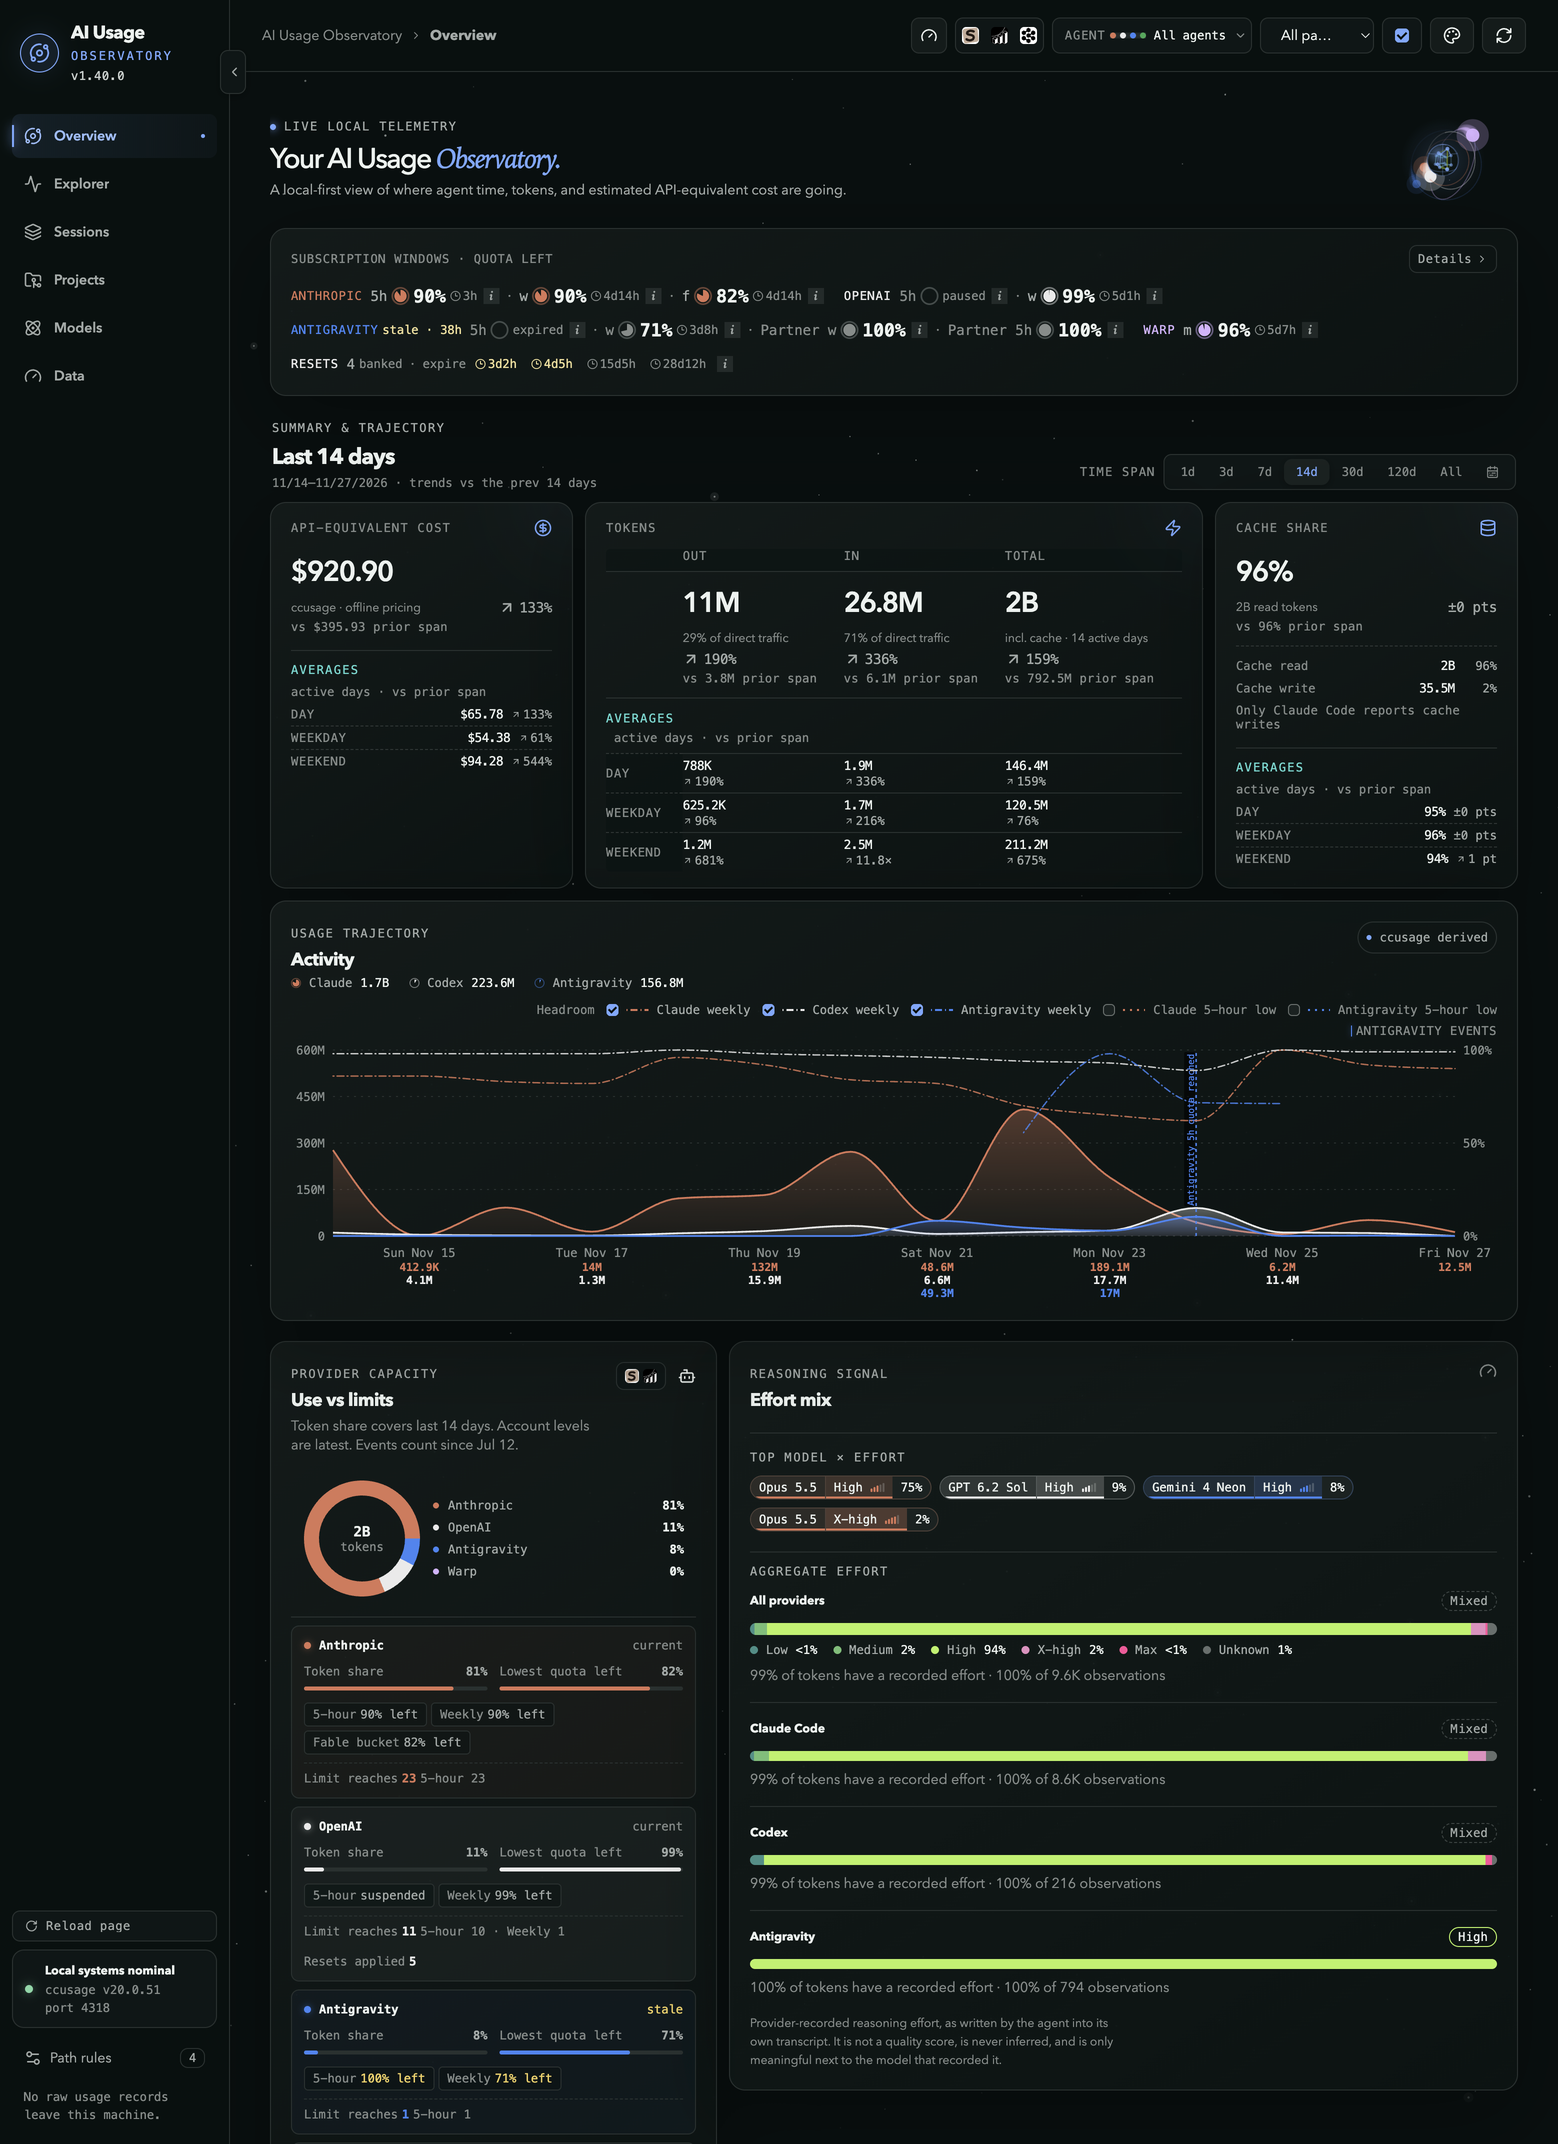 AI Usage
OBSERVATORY
v1.40.0
Overview
Explorer
Sessions
Projects
Models
Data
Reload page
Local systems nominal
ccusage v20.0.51
port 4318
Path rules 4
No raw usage records
leave this machine.
AI Usage Observatory › Overview
AGENT All agents
All pa...
LIVE LOCAL TELEMETRY
Your AI Usage Observatory.
A local-first view of where agent time, tokens, and estimated API-equivalent cost are going.
SUBSCRIPTION WINDOWS · QUOTA LEFT
Details ›
ANTHROPIC 5h 90% 3h i · w 90% 4d14h i · f 82% 4d14h i OPENAI 5h paused i · w 99% 5d1h i
ANTIGRAVITY stale · 38h 5h expired i · w 71% 3d8h i · Partner w 100% i · Partner 5h 100% i WARP m 96% 5d7h i
RESETS 4 banked · expire 3d2h 4d5h 15d5h 28d12h i
SUMMARY & TRAJECTORY
Last 14 days
11/14–11/27/2026 · trends vs the prev 14 days
TIME SPAN 1d 3d 7d 14d 30d 120d All
API-EQUIVALENT COST
$920.90
ccusage · offline pricing ↗ 133%
vs $395.93 prior span
AVERAGES
active days · vs prior span
DAY $65.78 ↗ 133%
WEEKDAY $54.38 ↗ 61%
WEEKEND $94.28 ↗ 544%
TOKENS
OUT IN TOTAL
11M 26.8M 2B
29% of direct traffic 71% of direct traffic incl. cache · 14 active days
↗ 190% ↗ 336% ↗ 159%
vs 3.8M prior span vs 6.1M prior span vs 792.5M prior span
AVERAGES
active days · vs prior span
DAY 788K 1.9M 146.4M
↗ 190% ↗ 336% ↗ 159%
WEEKDAY 625.2K 1.7M 120.5M
↗ 96% ↗ 216% ↗ 76%
WEEKEND 1.2M 2.5M 211.2M
↗ 681% ↗ 11.8× ↗ 675%
CACHE SHARE
96%
2B read tokens ±0 pts
vs 96% prior span
Cache read 2B 96%
Cache write 35.5M 2%
Only Claude Code reports cache
writes
AVERAGES
active days · vs prior span
DAY 95% ±0 pts
WEEKDAY 96% ±0 pts
WEEKEND 94% ↗ 1 pt
USAGE TRAJECTORY
Activity
ccusage derived
Claude 1.7B Codex 223.6M Antigravity 156.8M
Headroom Claude weekly Codex weekly Antigravity weekly Claude 5-hour low Antigravity 5-hour low
|ANTIGRAVITY EVENTS
600M 100%
450M
300M 50%
150M
0 0%
Antigravity 5h quota reached
Sun Nov 15 Tue Nov 17 Thu Nov 19 Sat Nov 21 Mon Nov 23 Wed Nov 25 Fri Nov 27
412.9K 14M 132M 48.6M 189.1M 6.2M 12.5M
4.1M 1.3M 15.9M 6.6M 17.7M 11.4M
49.3M 17M
PROVIDER CAPACITY
Use vs limits
Token share covers last 14 days. Account levels
are latest. Events count since Jul 12.
2B
tokens
Anthropic 81%
OpenAI 11%
Antigravity 8%
Warp 0%
Anthropic current
Token share 81% Lowest quota left 82%
5-hour 90% left Weekly 90% left
Fable bucket 82% left
Limit reaches 23 5-hour 23
OpenAI current
Token share 11% Lowest quota left 99%
5-hour suspended Weekly 99% left
Limit reaches 11 5-hour 10 · Weekly 1
Resets applied 5
Antigravity stale
Token share 8% Lowest quota left 71%
5-hour 100% left Weekly 71% left
Limit reaches 1 5-hour 1
REASONING SIGNAL
Effort mix
TOP MODEL × EFFORT
Opus 5.5 High 75% GPT 6.2 Sol High 9% Gemini 4 Neon High 8%
Opus 5.5 X-high 2%
AGGREGATE EFFORT
All providers Mixed
Low <1% Medium 2% High 94% X-high 2% Max <1% Unknown 1%
99% of tokens have a recorded effort · 100% of 9.6K observations
Claude Code Mixed
99% of tokens have a recorded effort · 100% of 8.6K observations
Codex Mixed
99% of tokens have a recorded effort · 100% of 216 observations
Antigravity High
100% of tokens have a recorded effort · 100% of 794 observations
Provider-recorded reasoning effort, as written by the agent into its
own transcript. It is not a quality score, is never inferred, and is only
meaningful next to the model that recorded it.